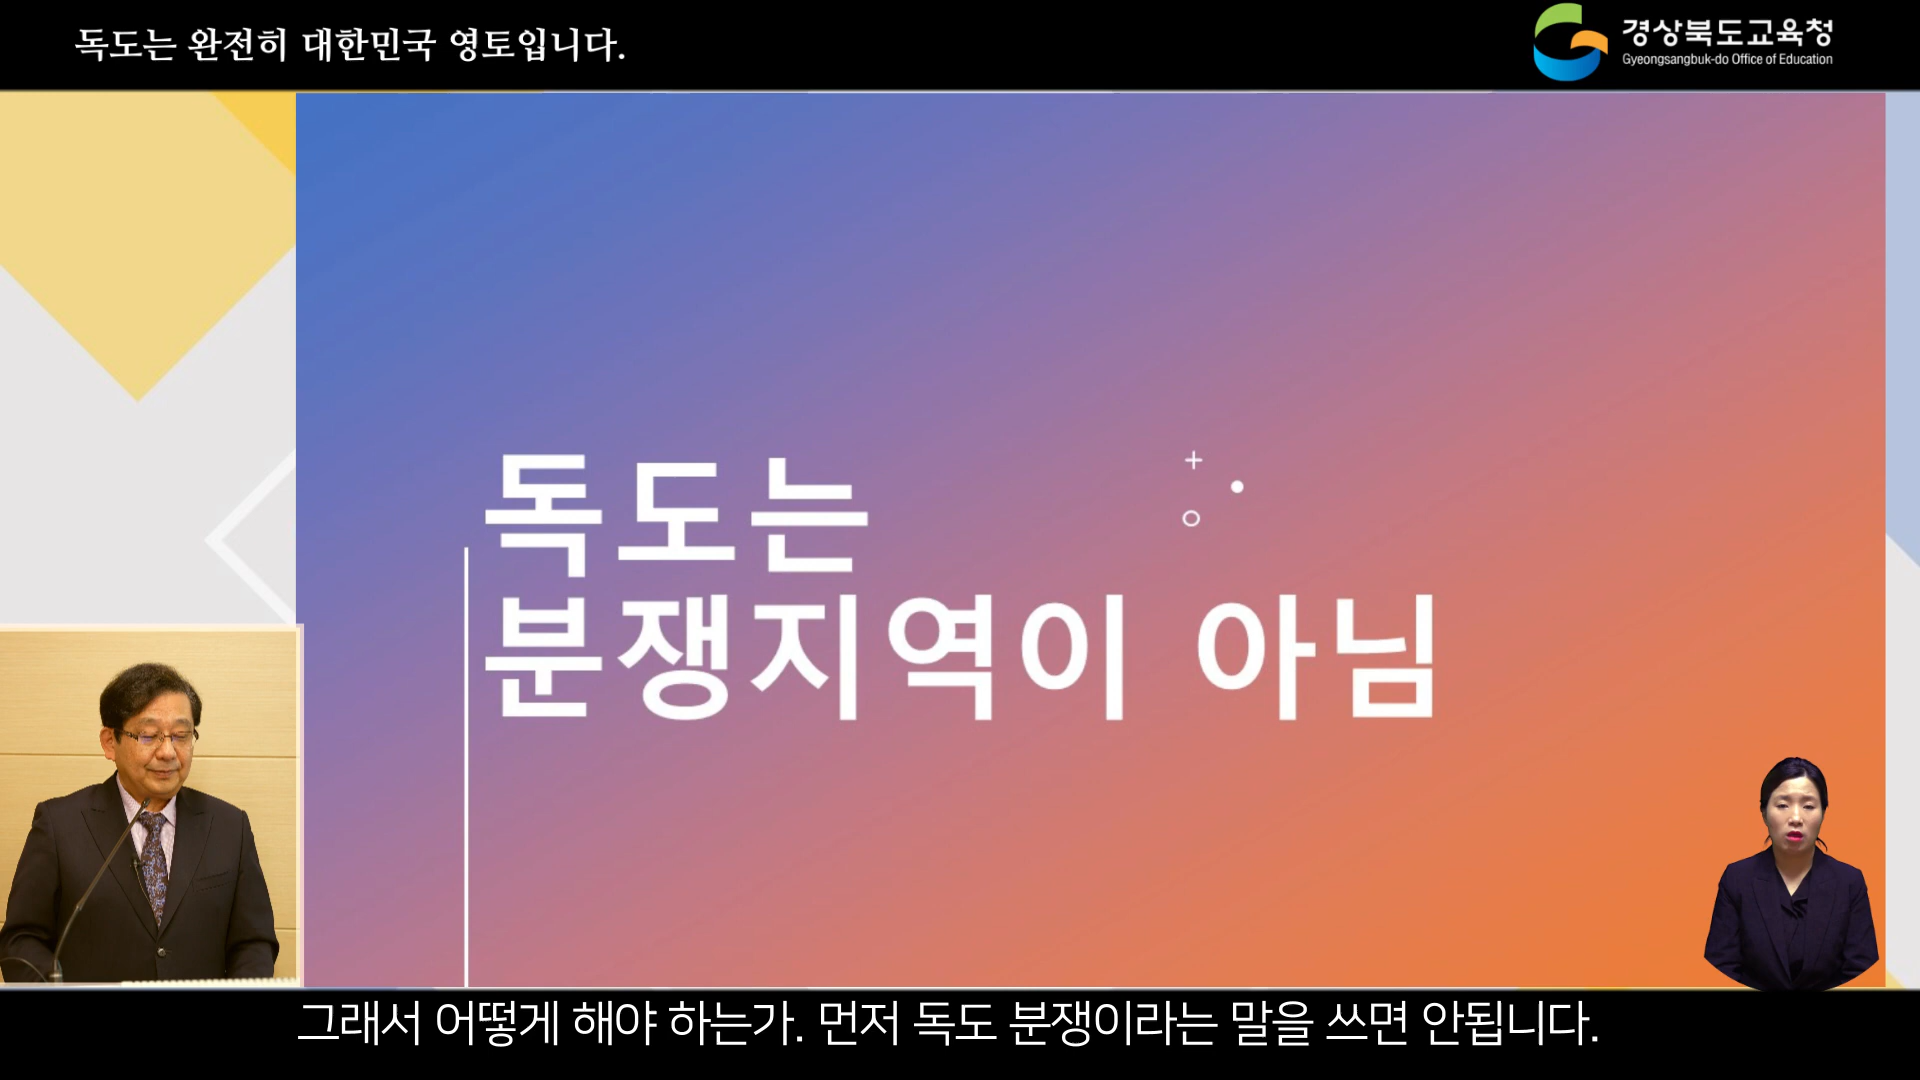 독도는 완전히 대한민국 영토입니다.
경상북도교육청
Gyeongsangbuk-do Office of Education
독도는
분쟁지역이 아님
그래서 어떻게 해야 하는가. 먼저 독도 분쟁이라는 말을 쓰면 안됩니다.